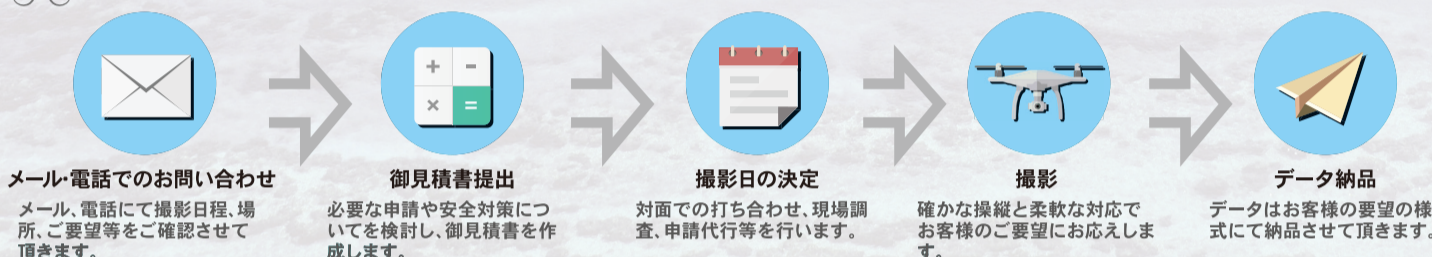 メール・電話でのお問い合わせ
メール、電話にて撮影日程、場
所、ご要望等をご確認させて
頂きます。
御見積書提出
必要な申請や安全対策につ
いてを検討し、御見積書を作
成します。
撮影日の決定
対面での打ち合わせ、現場調
査、申請代行等を行います。
撮影
確かな操縦と柔軟な対応で
お客様のご要望にお応えしま
す。
データ納品
データはお客様の要望の様
式にて納品させて頂きます。